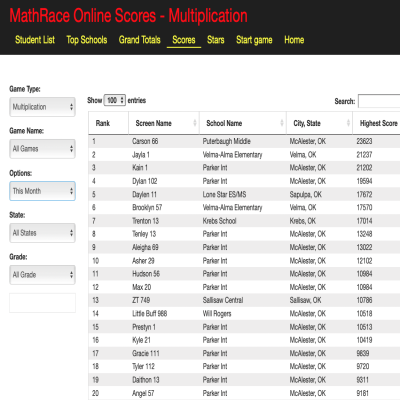 MathRace Online Scores - Multiplication
Student List Top Schools Grand Totals Scores Stars Start game Home
Game Type:
Multiplication
Game Name:
All Games
Options:
This Month
State:
All States
Grade:
All Grade
Show 100 entries Search:
Rank Screen Name School Name City, State Highest Score
1 Carson 66 Puterbaugh Middle McAlester, OK 23623
2 Jayla 1 Velma-Alma Elementary Velma, OK 21237
3 Kain 1 Parker Int McAlester, OK 21202
4 Dylan 102 Parker Int McAlester, OK 19594
5 Daylen 11 Lone Star ES/MS Sapulpa, OK 17672
6 Brooklyn 57 Velma-Alma Elementary Velma, OK 17570
7 Trenton 13 Krebs School Krebs, OK 17014
8 Tenley 13 Parker Int McAlester, OK 13248
9 Aleigha 69 Parker Int McAlester, OK 13022
10 Asher 29 Parker Int McAlester, OK 12102
11 Hudson 56 Parker Int McAlester, OK 10984
12 Max 20 Parker Int McAlester, OK 10984
13 ZT 749 Sallisaw Central Sallisaw, OK 10786
14 Little Buff 988 Will Rogers McAlester, OK 10518
15 Prestyn 1 Parker Int McAlester, OK 10513
16 Kyle 21 Parker Int McAlester, OK 10419
17 Gracie 111 Parker Int McAlester, OK 9839
18 Tyler 112 Parker Int McAlester, OK 9720
19 Daithon 13 Parker Int McAlester, OK 9311
20 Angel 57 Parker Int McAlester, OK 9181